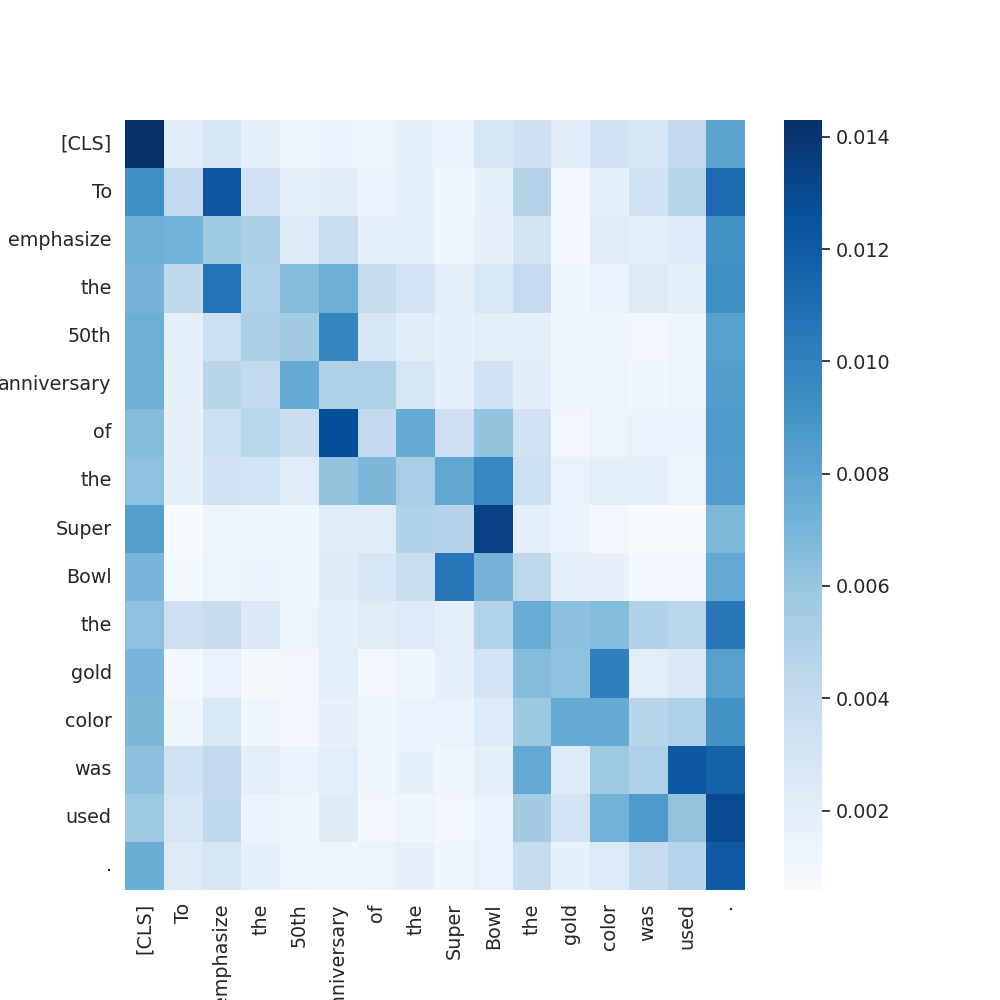 [CLS]
To
emphasize
the
50th
anniversary
of
the
Super
Bowl
the
gold
color
was
used
.
[CLS]
To
emphasize
the
50th
nniversary
of
the
Super
Bowl
the
gold
color
was
used
.
0.014
0.012
0.010
0.008
0.006
0.004
0.002